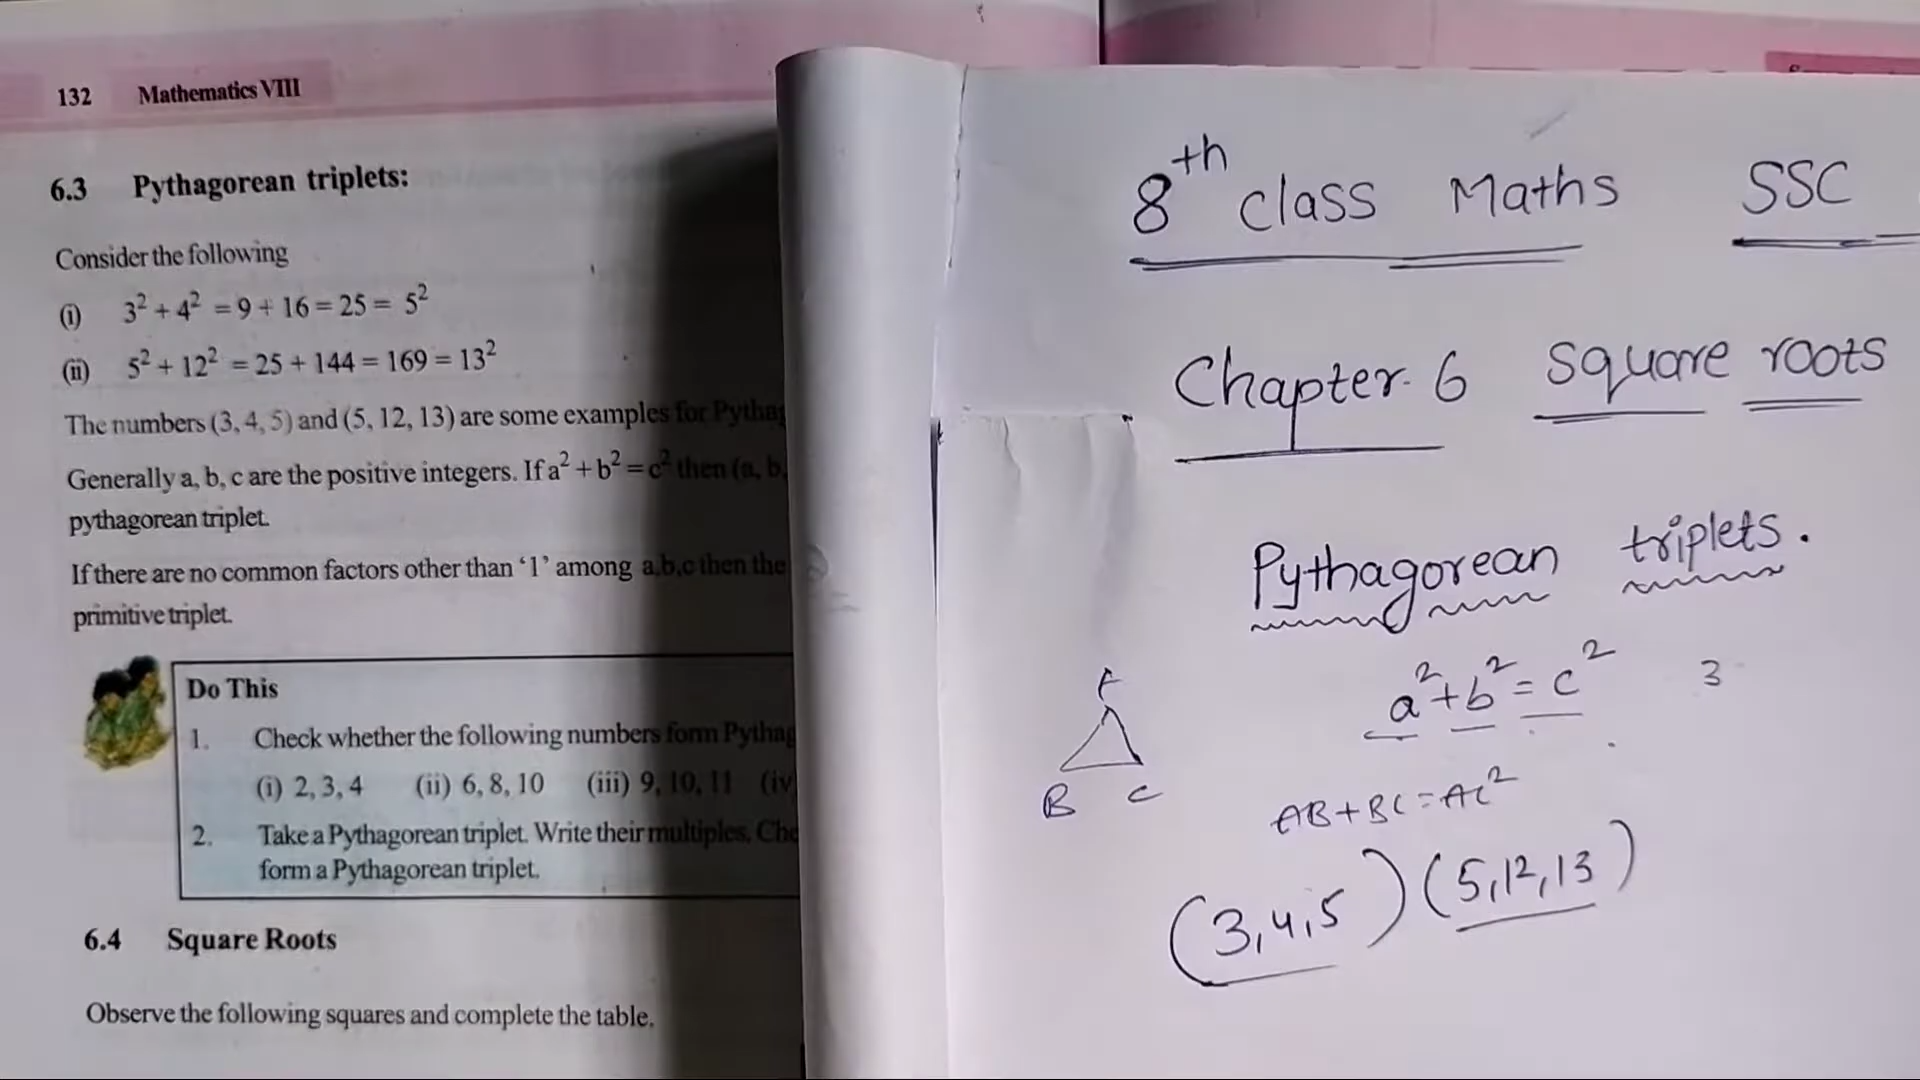 132 Mathematics VIII
6.3 Pythagorean triplets:
Consider the following
(i) 3² + 4² = 9 + 16 = 25 = 5²
(ii) 5² + 12² = 25 + 144 = 169 = 13²
The numbers (3, 4, 5) and (5, 12, 13) are some examples for
Generally a, b, c are the positive integers. If a² + b² = c² then (a, b,
pythagorean triplet.
If there are no common factors other than ‘1’ among a,b,c then the
primitive triplet.
Do This
1. Check whether the following numbers form
(i) 2, 3, 4 (ii) 6, 8, 10 (iii) 9, 10, 11 (iv
2. Take a Pythagorean triplet. Write their multiples.
form a Pythagorean triplet.
6.4 Square Roots
Observe the following squares and complete the table.
8th class Maths SSC
Chapter-6 Square roots
Pythagorean triplets.
a²+b²=c² 3
A
B C
AB+BC=AC²
(3,4,5) (5,12,13)